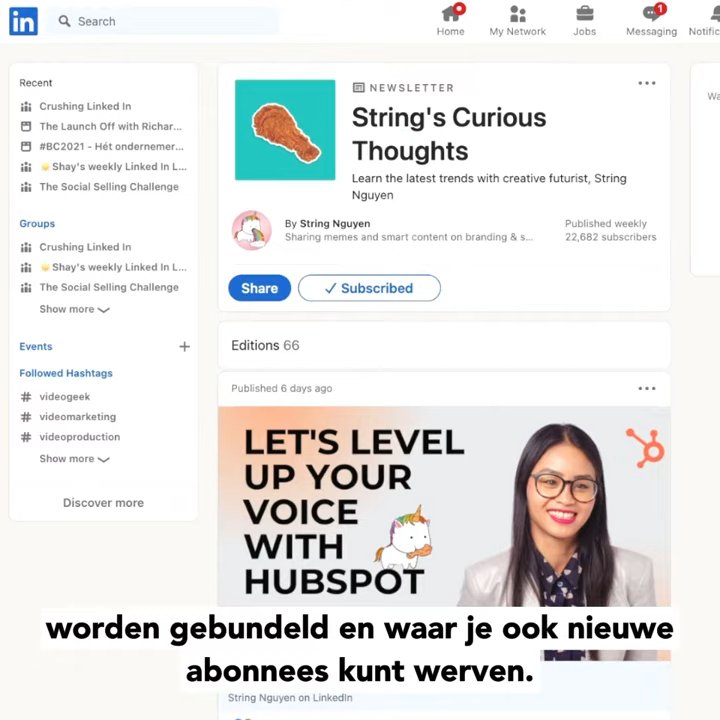 in
Search
Home
My Network
Jobs
1
Messaging
Notific
Recent
Crushing Linked In
The Launch Off with Richar...
#BC2021 - Hét ondernemer...
Shay's weekly Linked In L...
The Social Selling Challenge
Groups
Crushing Linked In
Shay's weekly Linked In L...
The Social Selling Challenge
Show more
Events
Followed Hashtags
# videogeek
# videomarketing
# videoproduction
Show more
Discover more
NEWSLETTER
String's Curious
Thoughts
Learn the latest trends with creative futurist, String
Nguyen
By String Nguyen
Sharing memes and smart content on branding & s...
Published weekly
22,682 subscribers
Share
✓ Subscribed
Wa
Editions 66
Published 6 days ago
LET'S LEVEL
UP YOUR
VOICE
WITH
HUBSPOT
worden gebundeld en waar je ook nieuwe
abonnees kunt werven.
String Nguyen on LinkedIn